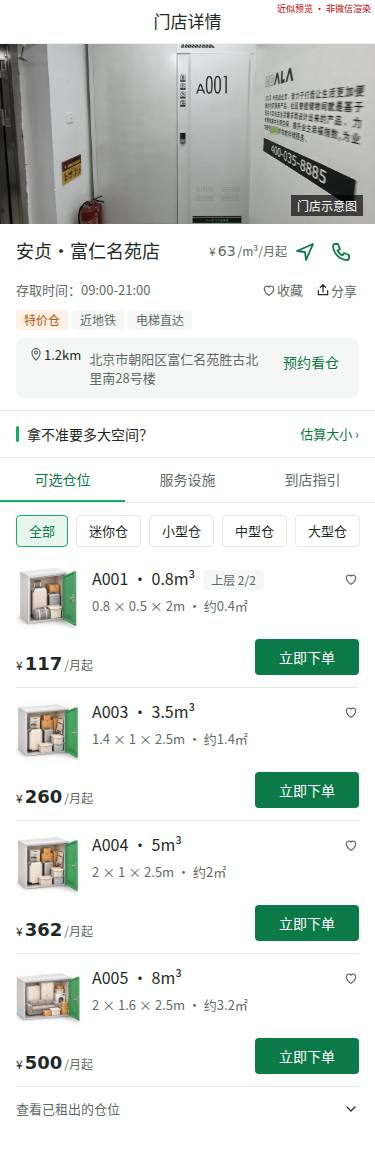 门店详情
近似预览 · 非微信渲染
A001
400-035-8885
门店示意图
安贞·富仁名苑店
¥63/m³/月起
存取时间：09:00-21:00
收藏
分享
特价仓
近地铁
电梯直达
1.2km
北京市朝阳区富仁名苑胜古北
里南28号楼
预约看仓
拿不准要多大空间？
估算大小›
可选仓位
服务设施
到店指引
全部
迷你仓
小型仓
中型仓
大型仓
A001 · 0.8m³
上层 2/2
0.8 × 0.5 × 2m · 约0.4㎡
¥117/月起
立即下单
A003 · 3.5m³
1.4 × 1 × 2.5m · 约1.4㎡
¥260/月起
立即下单
A004 · 5m³
2 × 1 × 2.5m · 约2㎡
¥362/月起
立即下单
A005 · 8m³
2 × 1.6 × 2.5m · 约3.2㎡
¥500/月起
立即下单
查看已租出的仓位